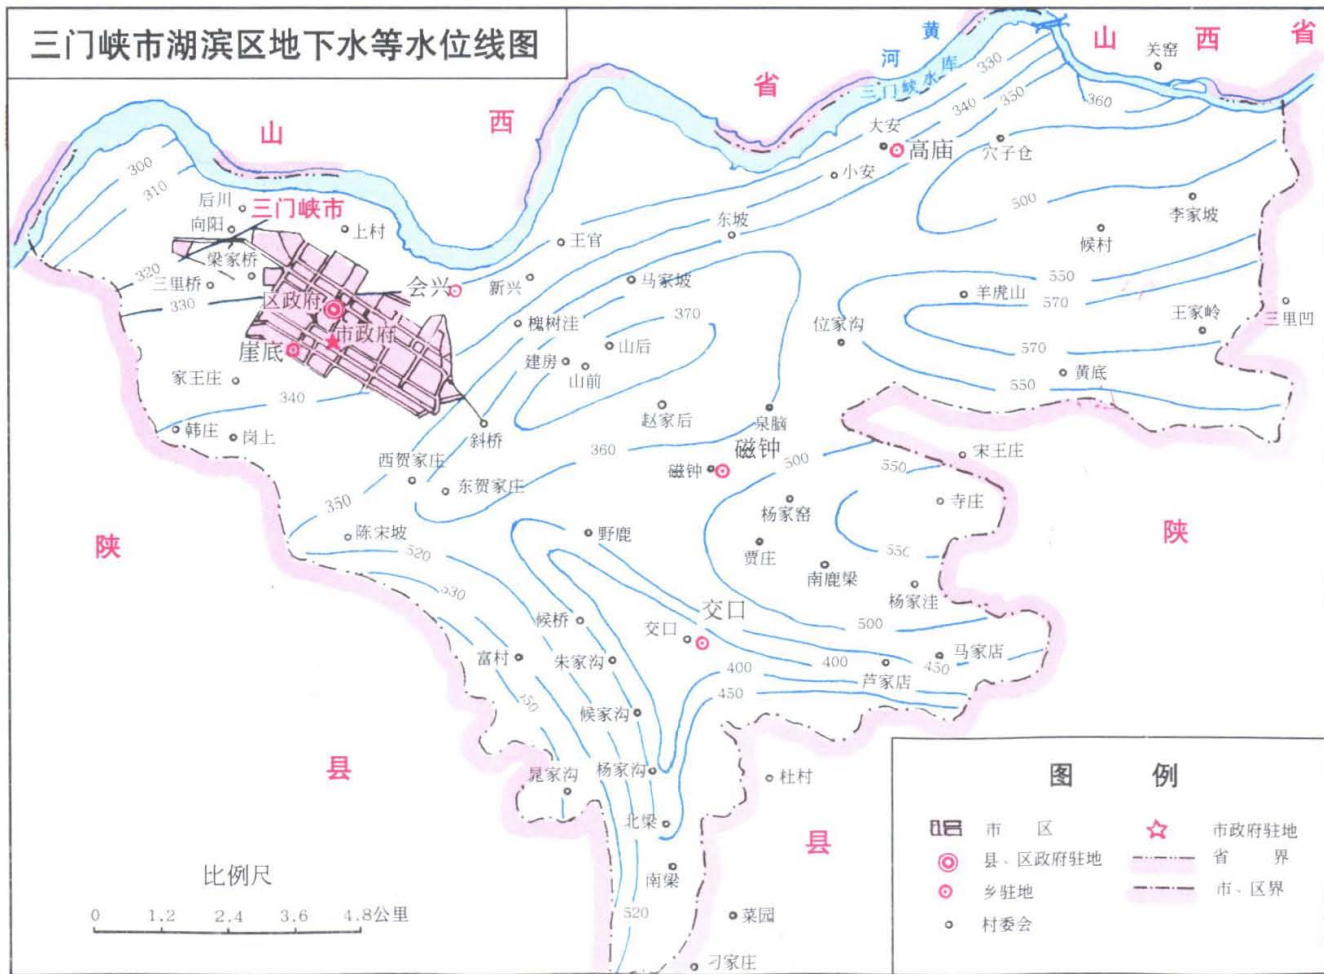 三门峡市湖滨区地下水等水位线图
山
西
省
黄
河
三门峡水库
山
西
省
关窑
330
340
350
360
300
310
大安
高庙
小安
穴子仓
500
李家坡
后川
三门峡市
向阳
上村
王官
东坡
候村
梁家桥
320
三里桥
330
会兴
新兴
马家坡
550
羊虎山
570
王家岭
三里凹
区政府
市政府
崖底
槐树洼
370
山后
建房
山前
位家沟
570
550
黄底
家王庄
340
韩庄
岗上
斜桥
赵家后
泉脑
西贺家庄
东贺家庄
360
磁钟
磁钟
500
550
宋王庄
350
陈宋坡
野鹿
杨家窑
寺庄
陕
陕
520
530
贾庄
南鹿梁
550
杨家洼
候桥
交口
交口
500
富村
朱家沟
400
400
450
马家店
芦家店
450
候家沟
县
晁家沟
杨家沟
杜村
北梁
县
南梁
520
菜园
刁家庄
比例尺
0 1.2 2.4 3.6 4.8公里
图 例
市 区
市政府驻地
县、区政府驻地
省 界
乡驻地
市、区界
村委会